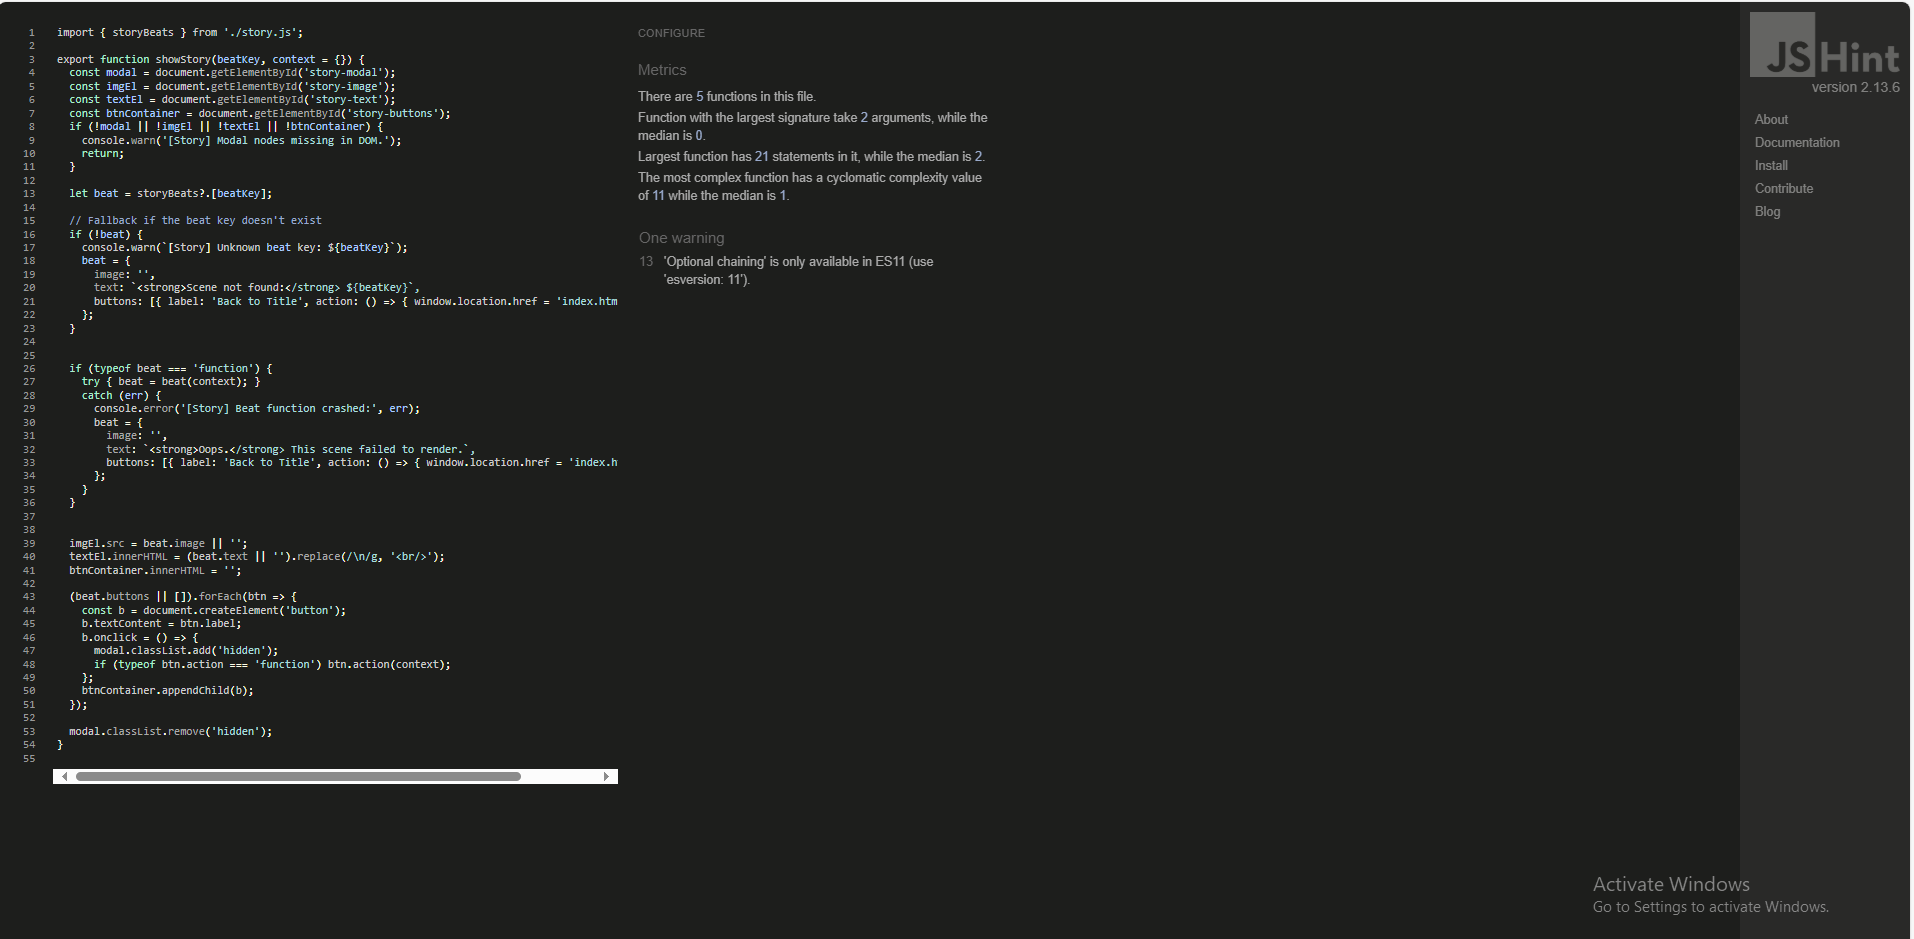 1 import { storyBeats } from './story.js';
2
3 export function showStory(beatKey, context = {}) {
4 const modal = document.getElementById('story-modal');
5 const imgEl = document.getElementById('story-image');
6 const textEl = document.getElementById('story-text');
7 const btnContainer = document.getElementById('story-buttons');
8 if (!modal || !imgEl || !textEl || !btnContainer) {
9 console.warn('[Story] Modal nodes missing in DOM.');
10 return;
11 }
12
13 let beat = storyBeats?.[beatKey];
14
15 // Fallback if the beat key doesn't exist
16 if (!beat) {
17 console.warn(`[Story] Unknown beat key: ${beatKey}`);
18 beat = {
19 image: '',
20 text: `<strong>Scene not found:</strong> ${beatKey}`,
21 buttons: [{ label: 'Back to Title', action: () => { window.location.href = 'index.htm
22 };
23 }
24
25
26 if (typeof beat === 'function') {
27 try { beat = beat(context); }
28 catch (err) {
29 console.error('[Story] Beat function crashed:', err);
30 beat = {
31 image: '',
32 text: `<strong>Oops.</strong> This scene failed to render.`,
33 buttons: [{ label: 'Back to Title', action: () => { window.location.href = 'index.h
34 };
35 }
36 }
37
38
39 imgEl.src = beat.image || '';
40 textEl.innerHTML = (beat.text || '').replace(/\n/g, '<br/>');
41 btnContainer.innerHTML = '';
42
43 (beat.buttons || []).forEach(btn => {
44 const b = document.createElement('button');
45 b.textContent = btn.label;
46 b.onclick = () => {
47 modal.classList.add('hidden');
48 if (typeof btn.action === 'function') btn.action(context);
49 };
50 btnContainer.appendChild(b);
51 });
52
53 modal.classList.remove('hidden');
54 }
55
CONFIGURE
Metrics
There are 5 functions in this file.
Function with the largest signature take 2 arguments, while the
median is 0.
Largest function has 21 statements in it, while the median is 2.
The most complex function has a cyclomatic complexity value
of 11 while the median is 1.
One warning
13 'Optional chaining' is only available in ES11 (use
'esversion: 11').
JSHint
version 2.13.6
About
Documentation
Install
Contribute
Blog
Activate Windows
Go to Settings to activate Windows.